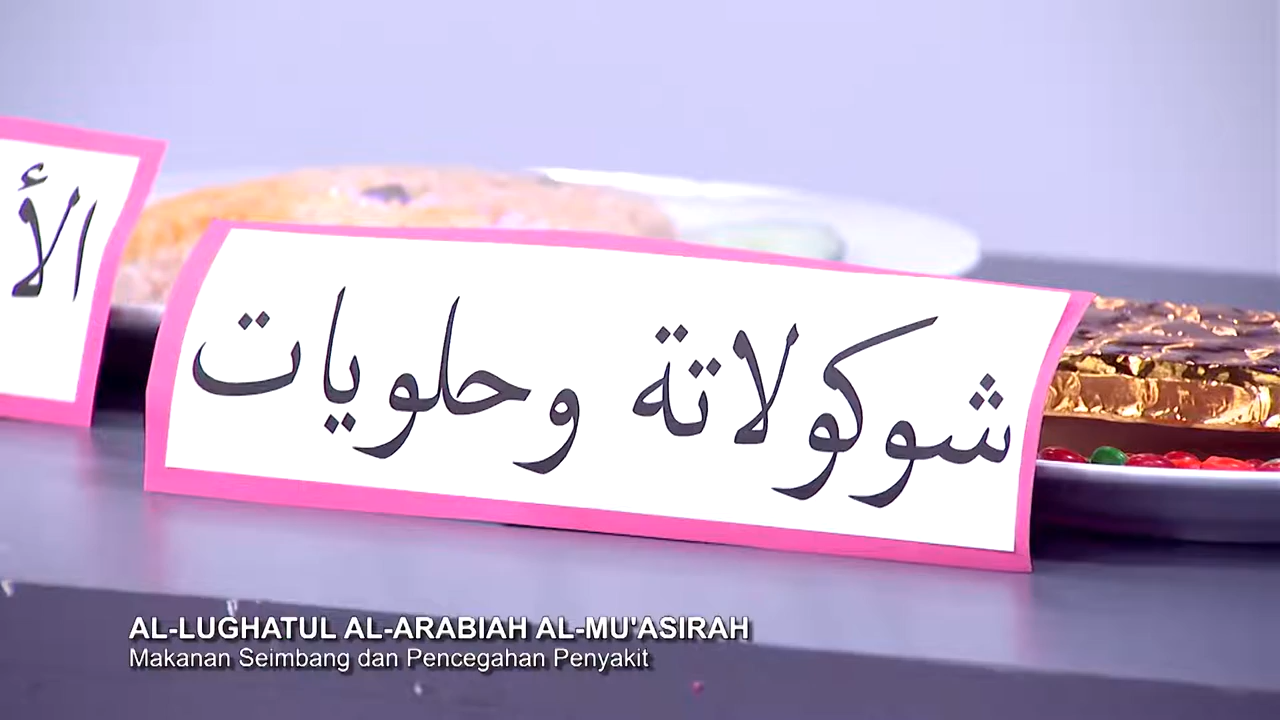 شوكولاتة وحلويات
AL-LUGHATUL AL-ARABIAH AL-MU'ASIRAH
Makanan Seimbang dan Pencegahan Penyakit